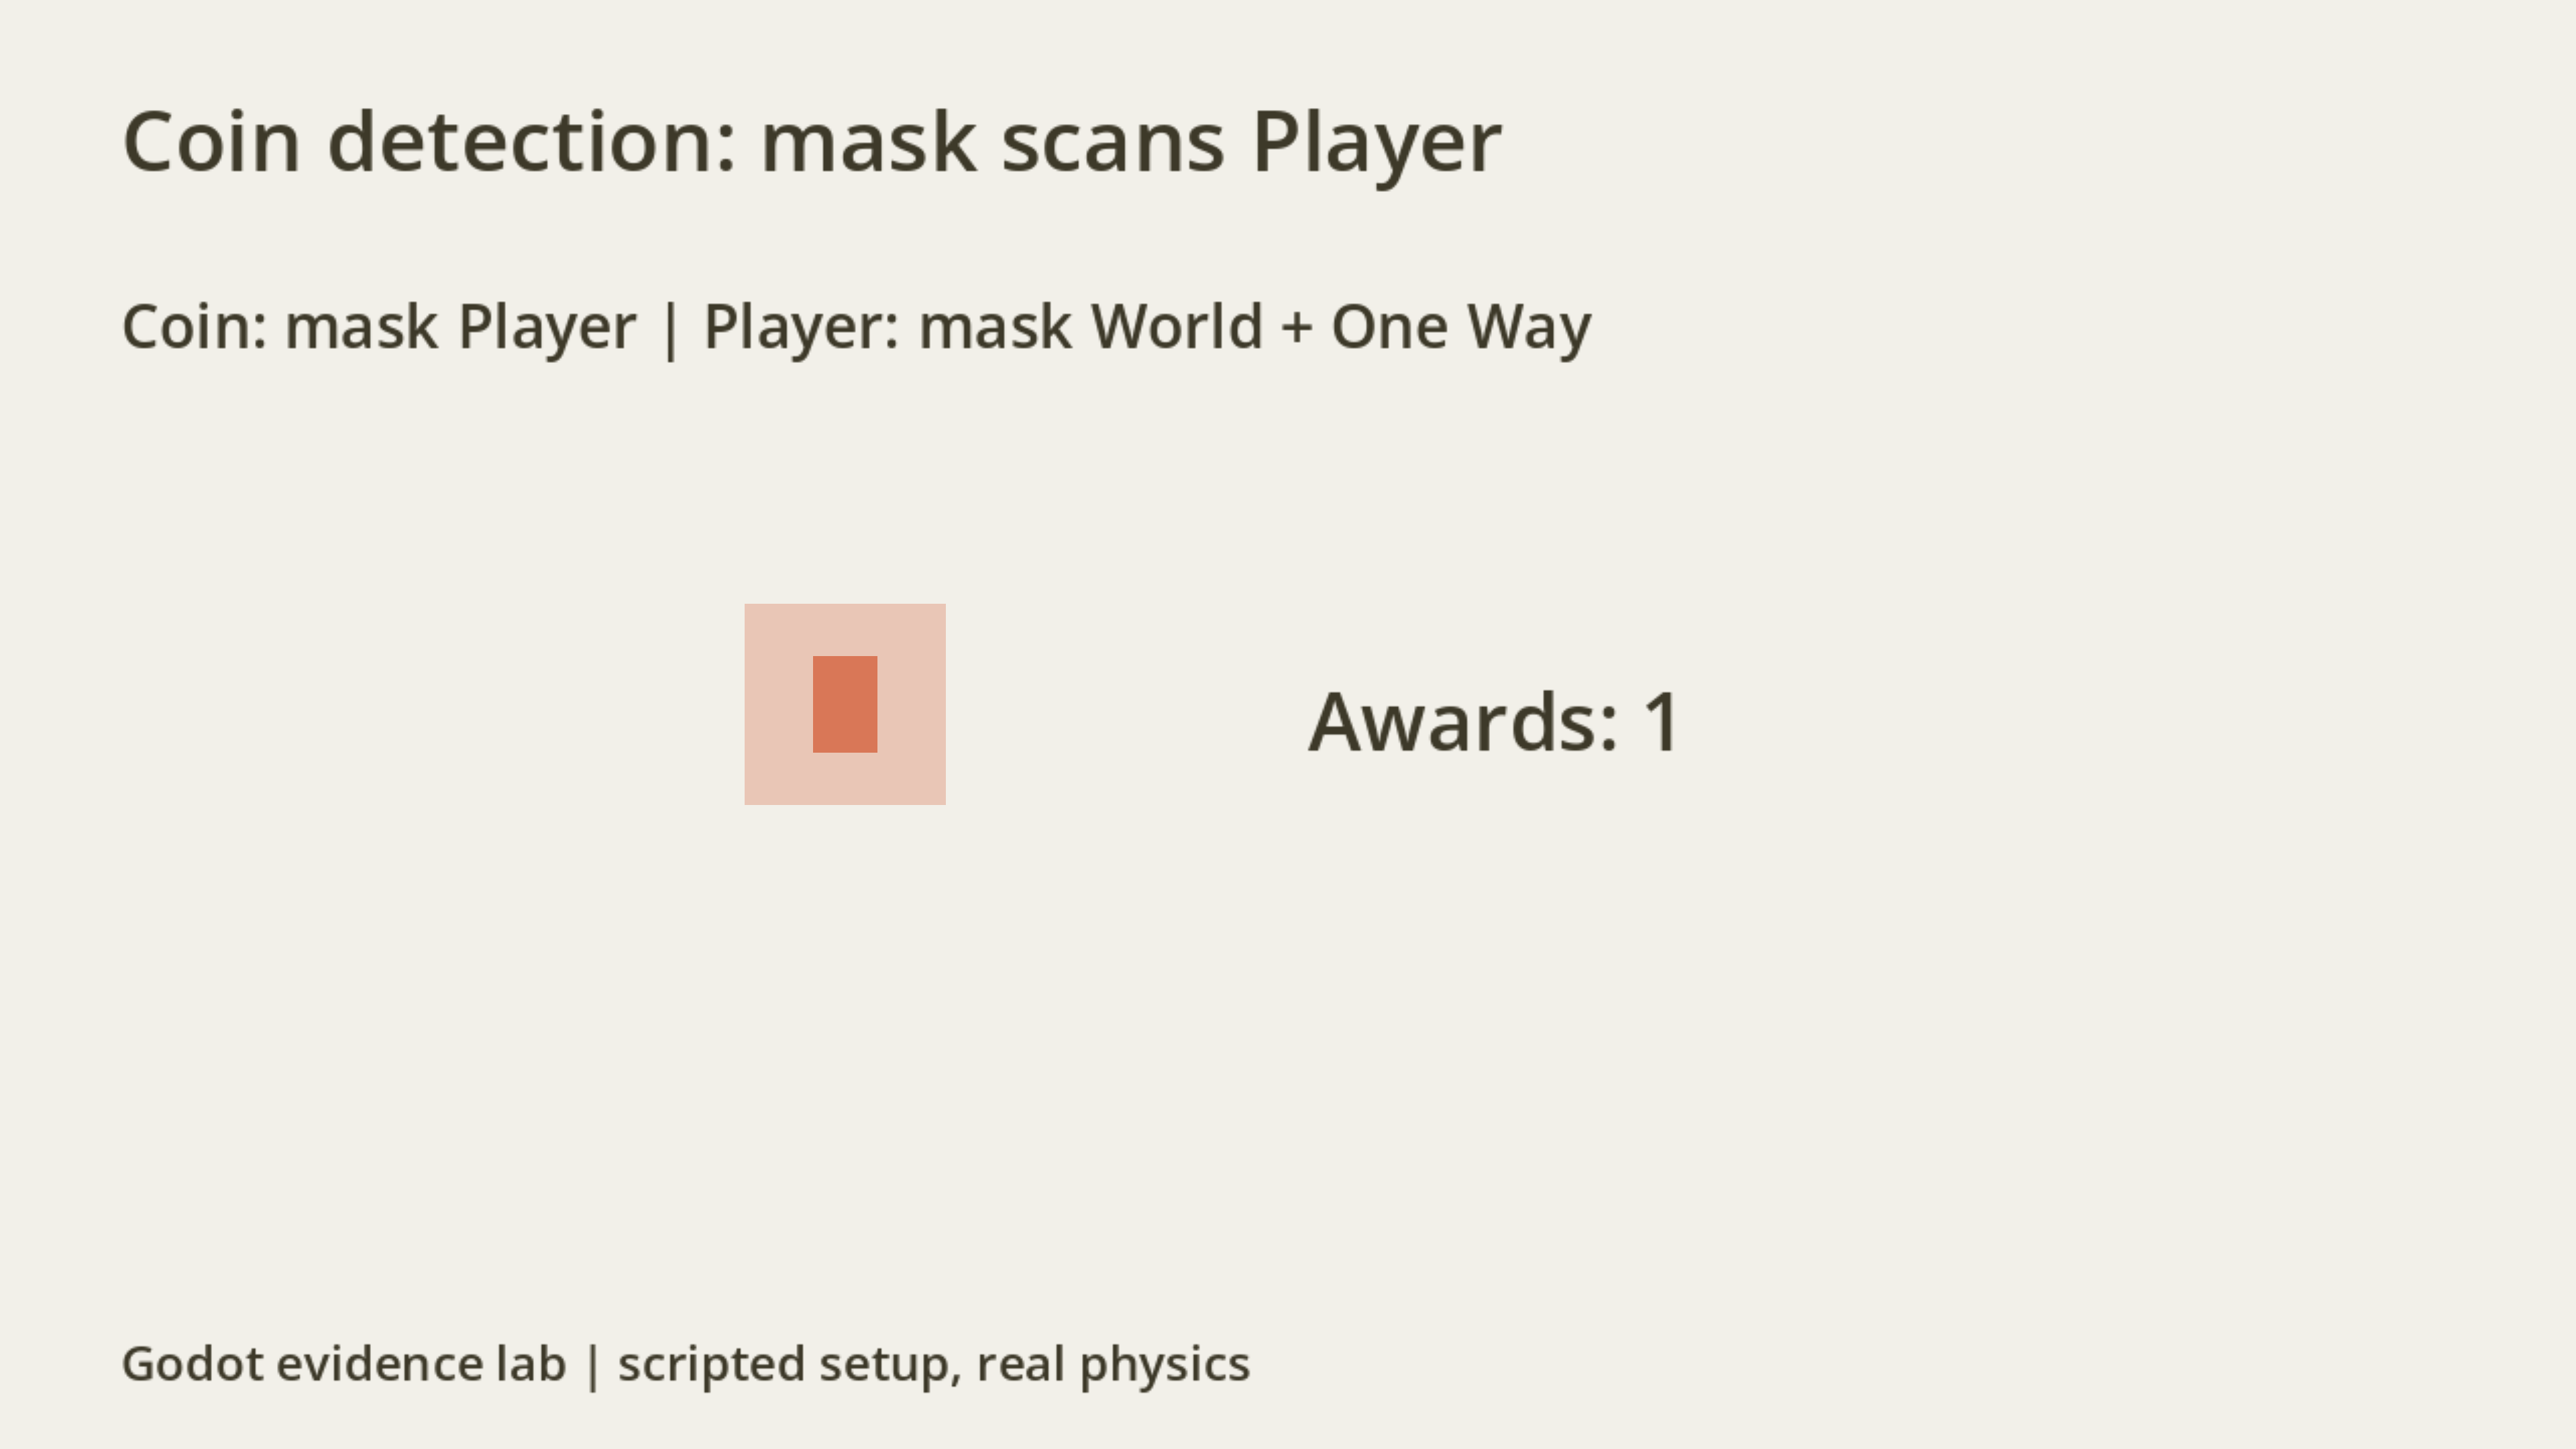 Coin detection: mask scans Player
Coin: mask Player | Player: mask World + One Way
Awards: 1
Godot evidence lab | scripted setup, real physics